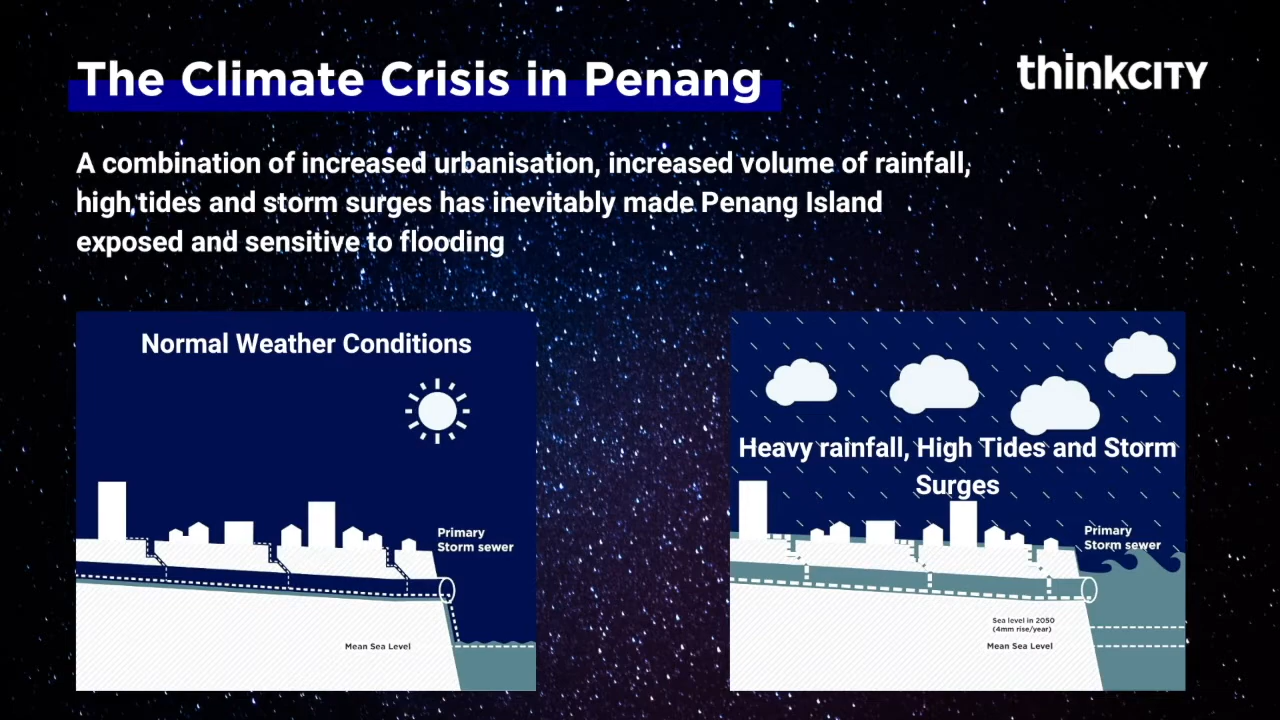 The Climate Crisis in Penang
thinkCITY
A combination of increased urbanisation, increased volume of rainfall,
high tides and storm surges has inevitably made Penang Island
exposed and sensitive to flooding
Normal Weather Conditions
Primary
Storm sewer
Mean Sea Level
Heavy rainfall, High Tides and Storm
Surges
Primary
Storm sewer
Sea level in 2050
(4mm rise/year)
Mean Sea Level